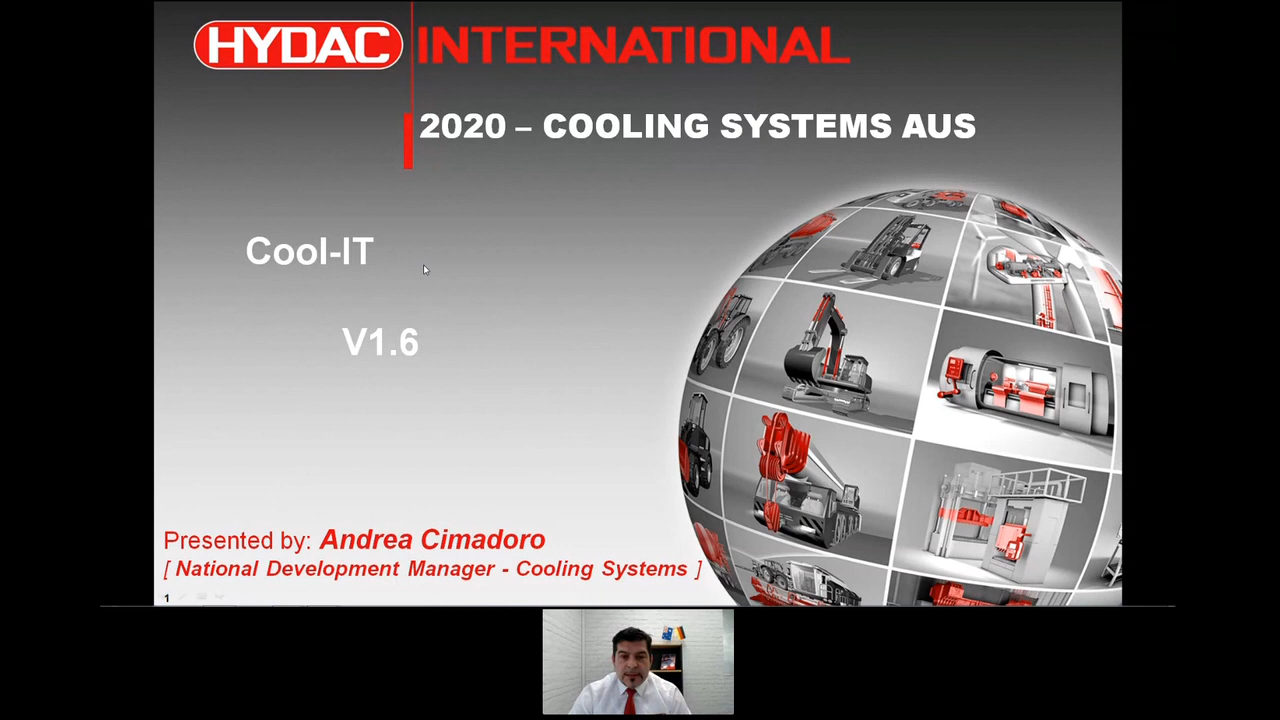 HYDAC INTERNATIONAL
2020 – COOLING SYSTEMS AUS
Cool-IT
V1.6
Presented by: Andrea Cimadoro
[ National Development Manager - Cooling Systems ]
1